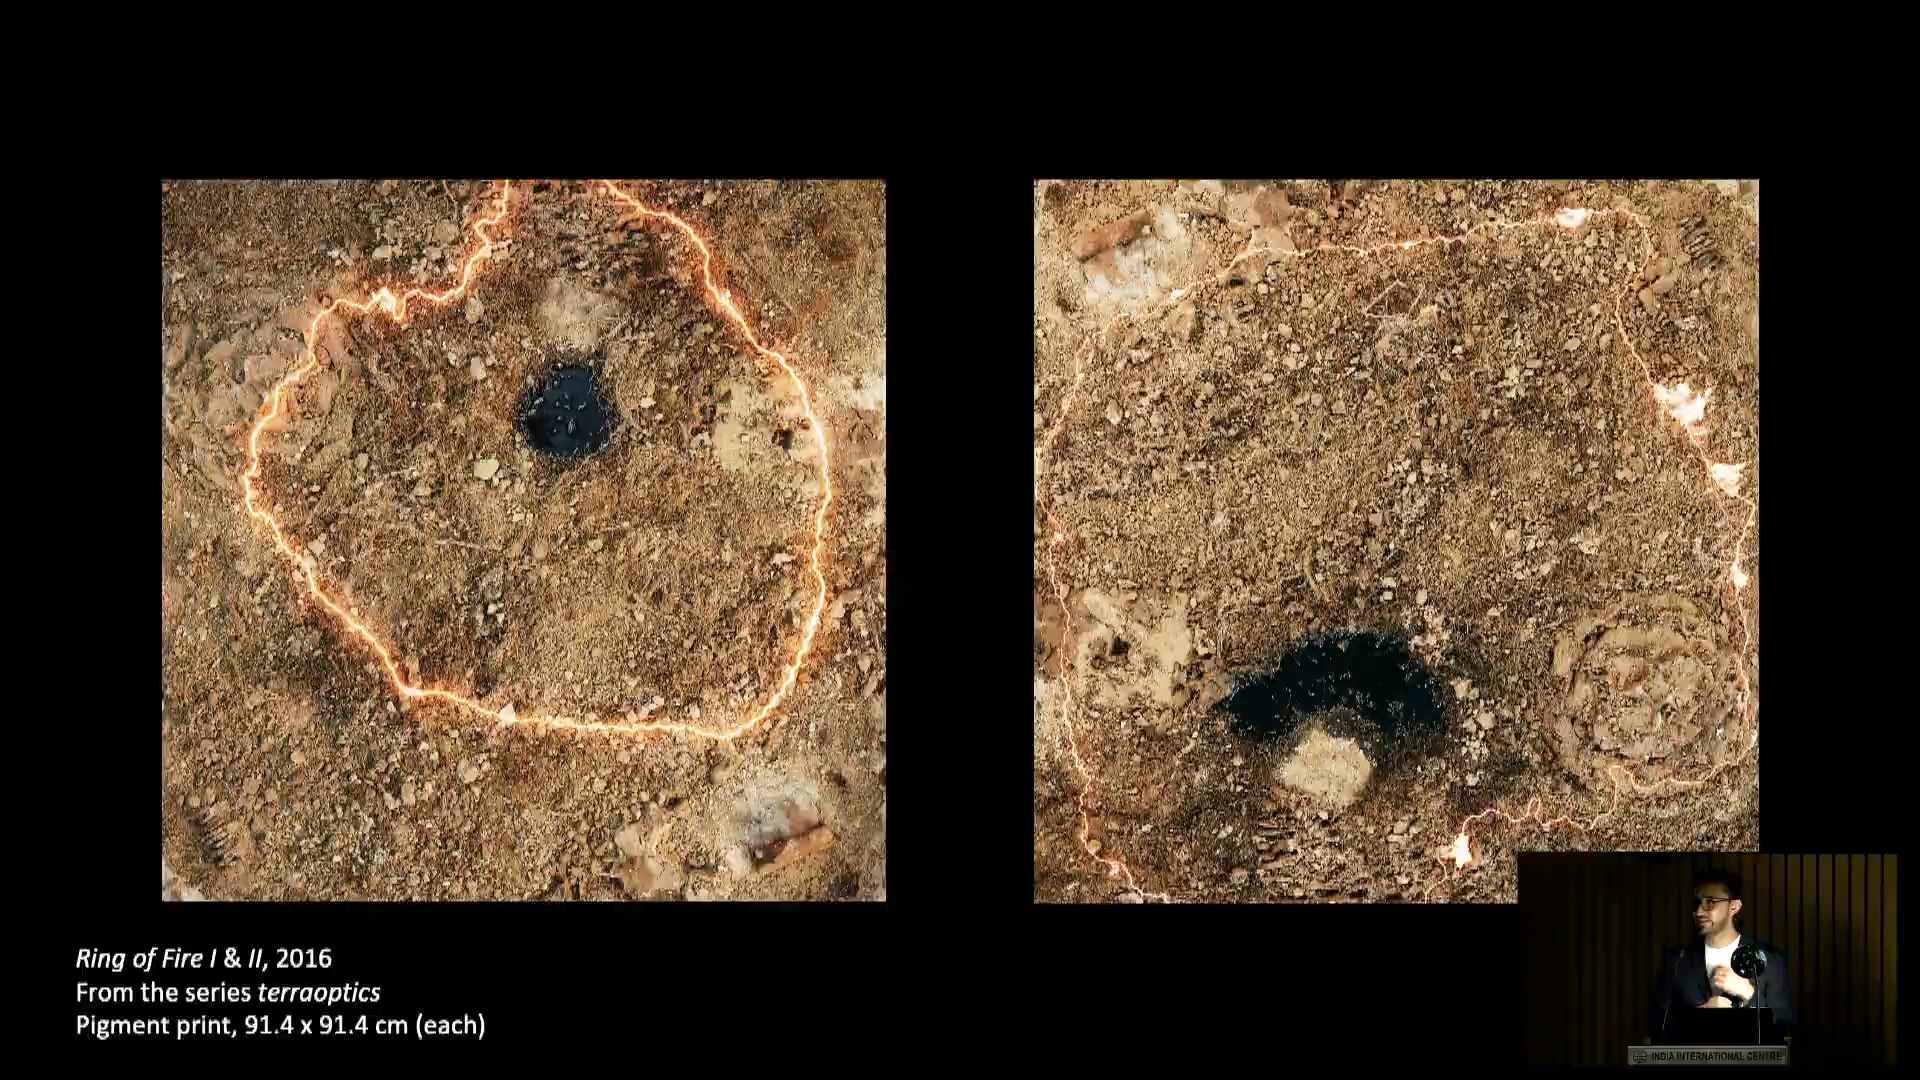 Ring of Fire I & II, 2016
From the series terraoptics
Pigment print, 91.4 x 91.4 cm (each)
INDIA INTERNATIONAL CENTRE